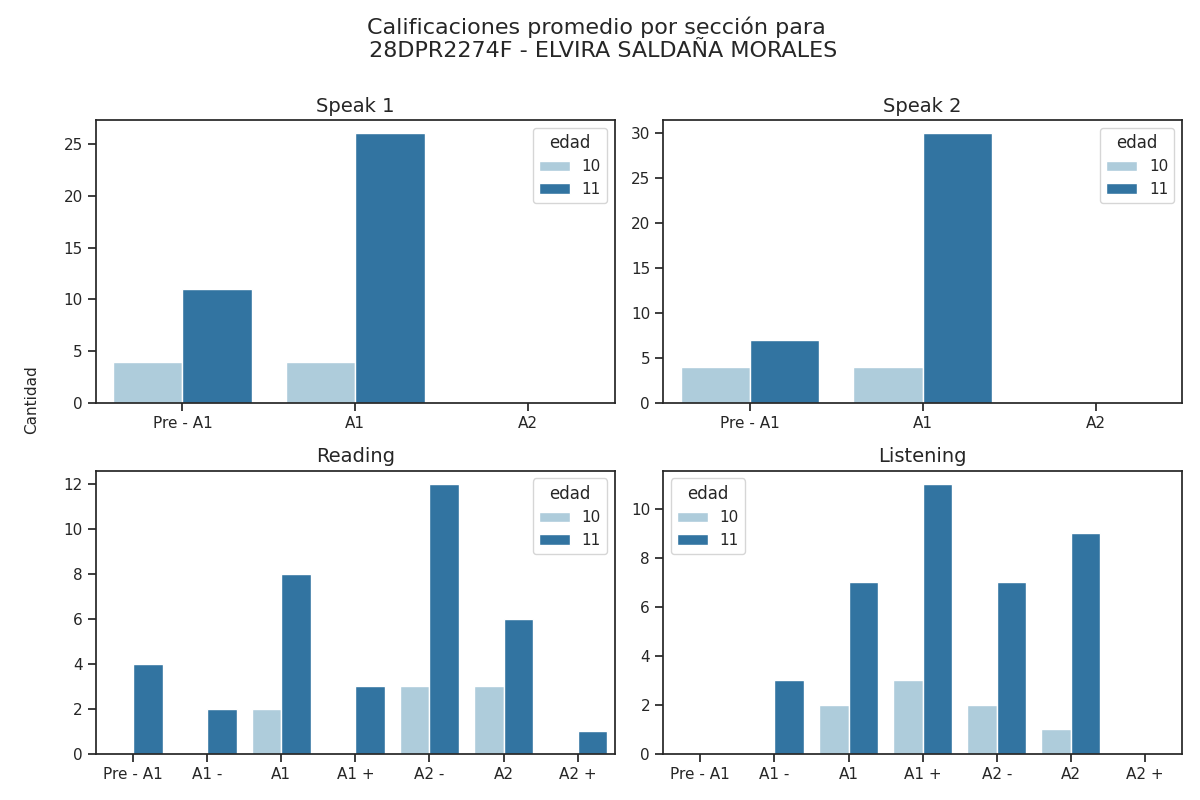 Calificaciones promedio por sección para
28DPR2274F - ELVIRA SALDAÑA MORALES
Cantidad
Speak 1
25
20
15
10
5
0
edad
10
11
Pre - A1
A1
A2
Speak 2
30
25
20
15
10
5
0
edad
10
11
Pre - A1
A1
A2
Reading
12
10
8
6
4
2
0
edad
10
11
Pre - A1
A1 -
A1
A1 +
A2 -
A2
A2 +
Listening
10
8
6
4
2
0
edad
10
11
Pre - A1
A1 -
A1
A1 +
A2 -
A2
A2 +